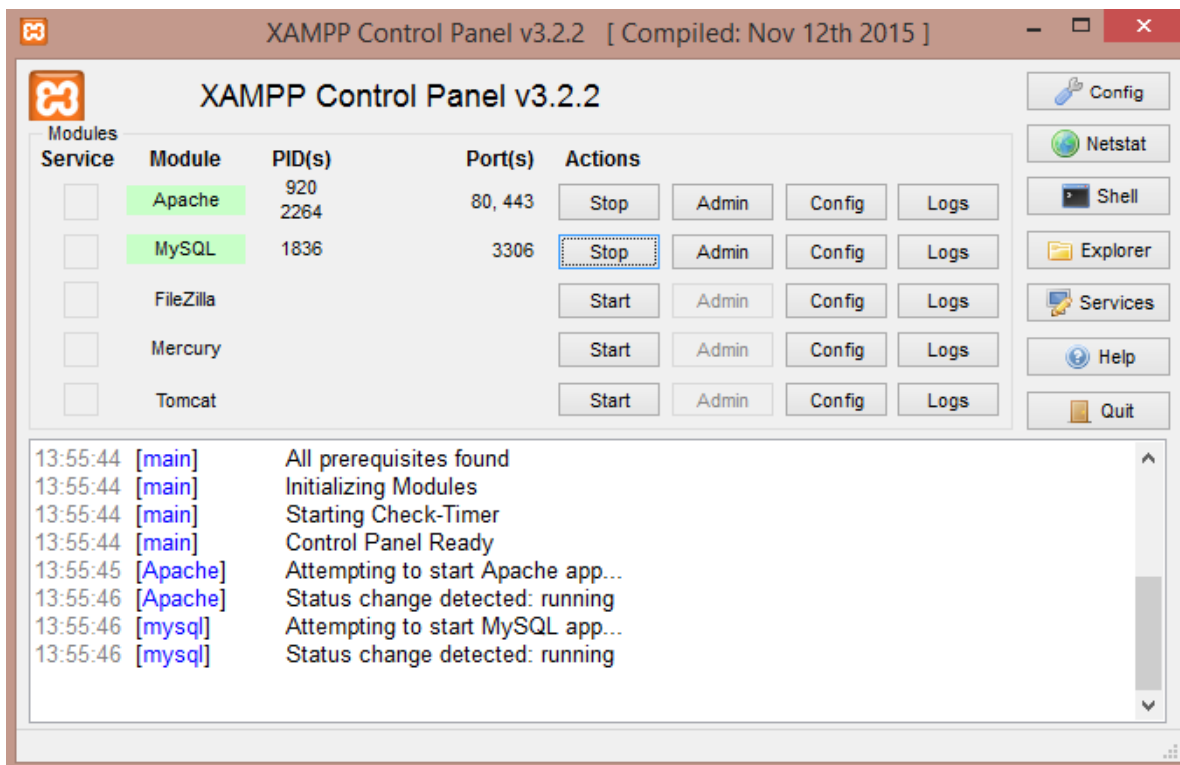 XAMPP Control Panel v3.2.2 [ Compiled: Nov 12th 2015 ]
XAMPP Control Panel v3.2.2
Config
Modules
Netstat
Service Module PID(s) Port(s) Actions
Apache 920 2264 80, 443 Stop Admin Config Logs
Shell
MySQL 1836 3306 Stop Admin Config Logs
Explorer
FileZilla Start Admin Config Logs
Services
Mercury Start Admin Config Logs
Help
Tomcat Start Admin Config Logs
Quit
13:55:44 [main] All prerequisites found
13:55:44 [main] Initializing Modules
13:55:44 [main] Starting Check-Timer
13:55:44 [main] Control Panel Ready
13:55:45 [Apache] Attempting to start Apache app...
13:55:46 [Apache] Status change detected: running
13:55:46 [mysql] Attempting to start MySQL app...
13:55:46 [mysql] Status change detected: running